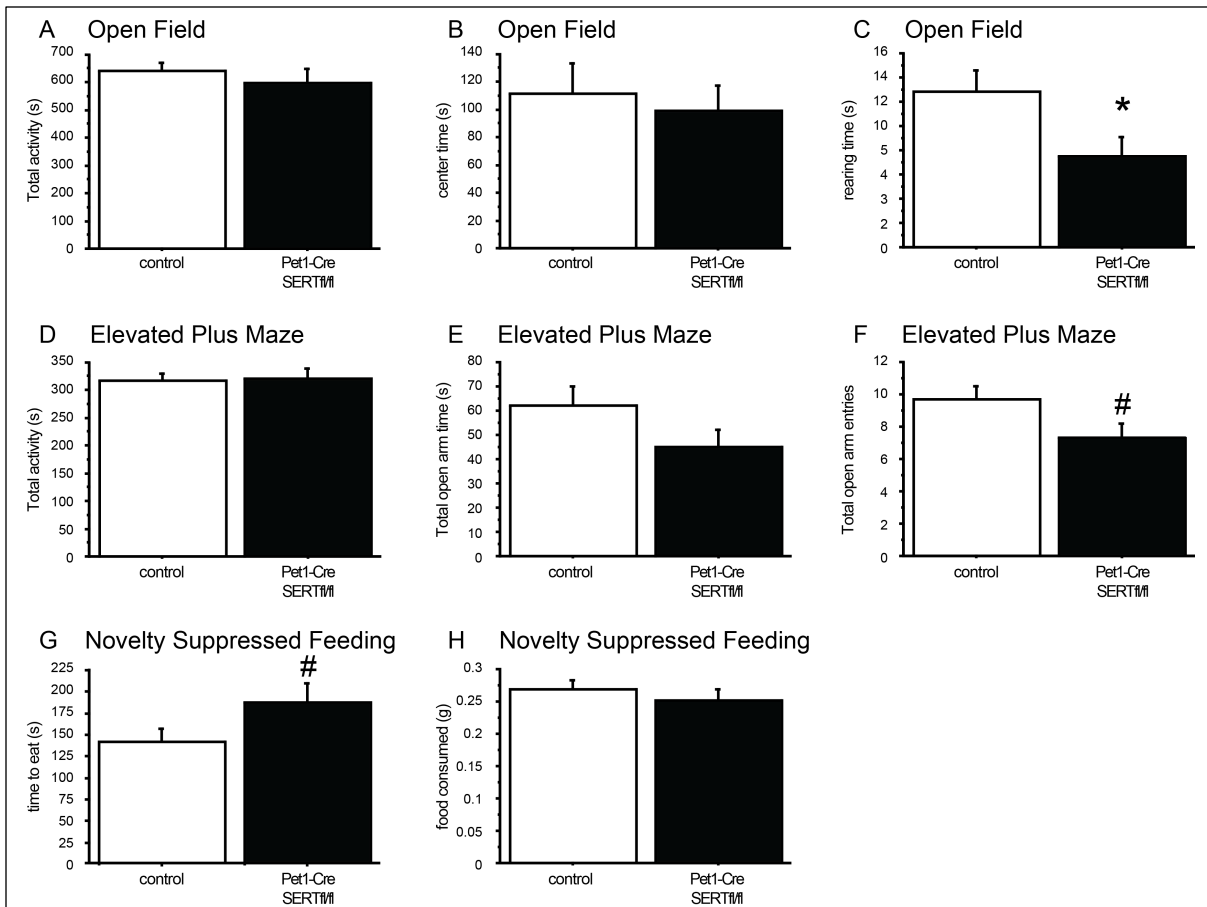 A Open Field
700
600
500
400
300
200
100
0
Total activity (s)
control
Pet1-Cre
SERTfl/fl
B Open Field
140
120
100
80
60
40
20
0
center time (s)
control
Pet1-Cre
SERTfl/fl
C Open Field
16
14
12
10
5
4
2
0
rearing time (s)
*
control
Pet1-Cre
SERTfl/fl
D Elevated Plus Maze
350
300
250
200
150
100
50
0
Total activity (s)
control
Pet1-Cre
SERTfl/fl
E Elevated Plus Maze
80
70
60
50
40
30
20
10
0
Total open arm time (s)
control
Pet1-Cre
SERTfl/fl
F Elevated Plus Maze
12
10
8
6
4
2
0
Total open arm entries
#
control
Pet1-Cre
SERTfl/fl
G Novelty Suppressed Feeding
225
200
175
150
125
100
75
50
25
0
time to eat (s)
#
control
Pet1-Cre
SERTfl/fl
H Novelty Suppressed Feeding
0.3
0.25
0.2
0.15
0.1
0.05
0
food consumed (g)
control
Pet1-Cre
SERTfl/fl